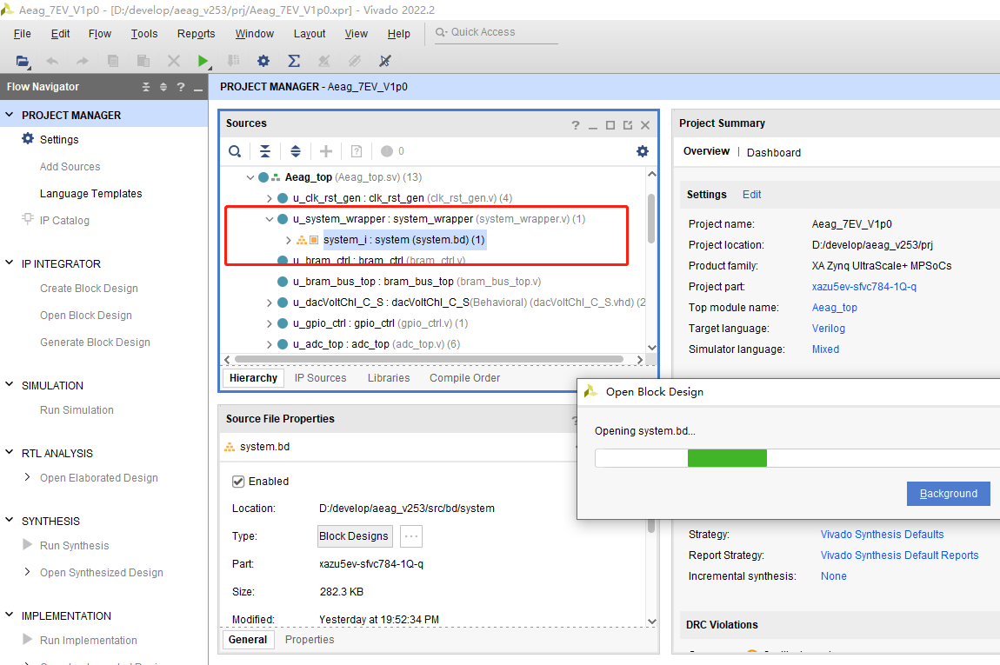 Aeag_7EV_V1p0 - [D:/develop/aeag_v253/prj/Aeag_7EV_V1p0.xpr] - Vivado 2022.2
File Edit Flow Tools Reports Window Layout View Help Quick Access
Flow Navigator
PROJECT MANAGER
Settings
Add Sources
Language Templates
IP Catalog
IP INTEGRATOR
Create Block Design
Open Block Design
Generate Block Design
SIMULATION
Run Simulation
RTL ANALYSIS
Open Elaborated Design
SYNTHESIS
Run Synthesis
Open Synthesized Design
IMPLEMENTATION
Run Implementation
PROJECT MANAGER - Aeag_7EV_V1p0
Sources
0
Aeag_top (Aeag_top.sv) (13)
u_clk_rst_gen : clk_rst_gen (clk_rst_gen.v) (4)
u_system_wrapper : system_wrapper (system_wrapper.v) (1)
system_i : system (system.bd) (1)
u_bram_ctrl : bram_ctrl (bram_ctrl.v)
u_bram_bus_top : bram_bus_top (bram_bus_top.v)
u_dacVoltChl_C_S : dacVoltChl_C_S(Behavioral) (dacVoltChl_C_S.vhd) (2
u_gpio_ctrl : gpio_ctrl (gpio_ctrl.v) (1)
u_adc_top : adc_top (adc_top.v) (6)
Hierarchy IP Sources Libraries Compile Order
Source File Properties
system.bd
Enabled
Location: D:/develop/aeag_v253/src/bd/system
Type: Block Designs ...
Part: xazu5ev-sfvc784-1Q-q
Size: 282.3 KB
Modified: Yesterday at 19:52:34 PM
General Properties
Project Summary
Overview | Dashboard
Settings Edit
Project name: Aeag_7EV_V1p0
Project location: D:/develop/aeag_v253/prj
Product family: XA Zynq UltraScale+ MPSoCs
Project part: xazu5ev-sfvc784-1Q-q
Top module name: Aeag_top
Target language: Verilog
Simulator language: Mixed
Open Block Design
Opening system.bd...
Background
Strategy: Vivado Synthesis Defaults
Report Strategy: Vivado Synthesis Default Reports
Incremental synthesis: None
DRC Violations